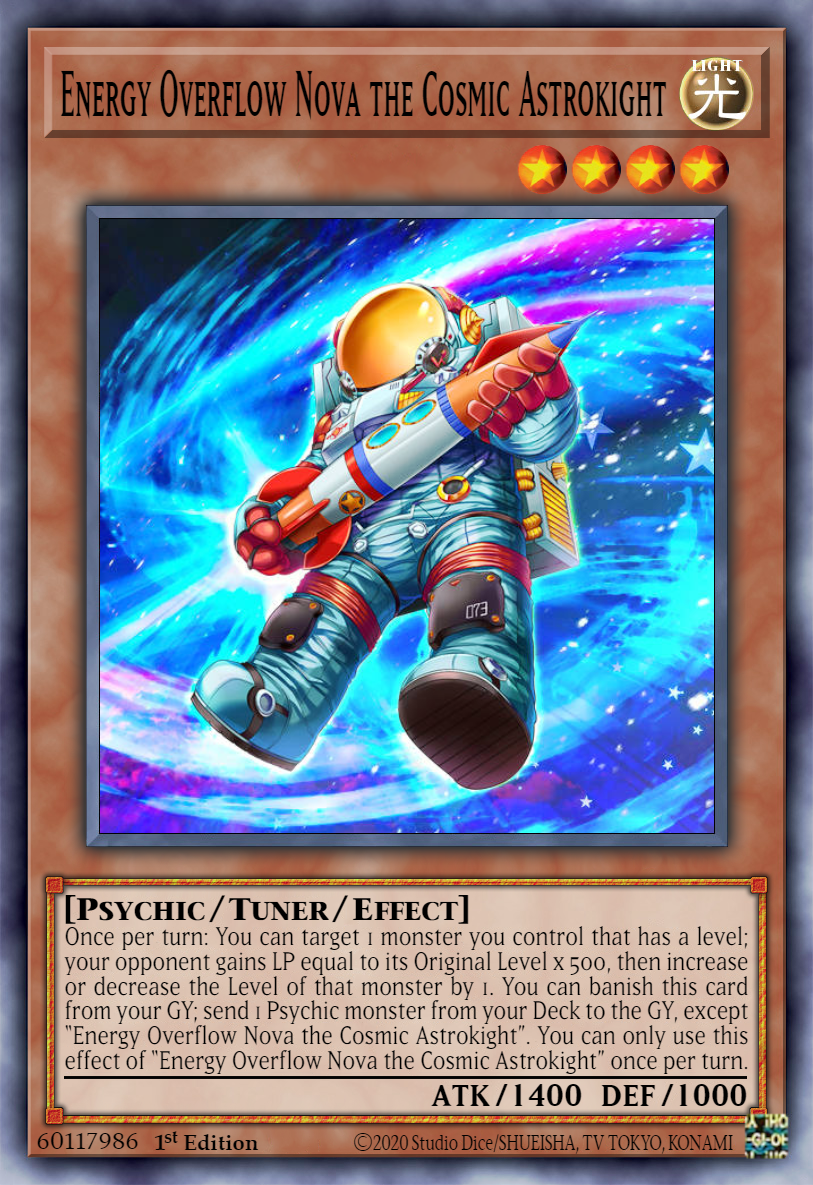 Energy Overflow Nova the Cosmic Astrokight
LIGHT
光
073
[Psychic/Tuner/Effect]
Once per turn: You can target 1 monster you control that has a level;
your opponent gains LP equal to its Original Level x 500, then increase
or decrease the Level of that monster by 1. You can banish this card
from your GY; send 1 Psychic monster from your Deck to the GY, except
“Energy Overflow Nova the Cosmic Astrokight”. You can only use this
effect of “Energy Overflow Nova the Cosmic Astrokight” once per turn.
ATK/1400 DEF/1000
60117986 1st Edition ©2020 Studio Dice/SHUEISHA, TV TOKYO, KONAMI